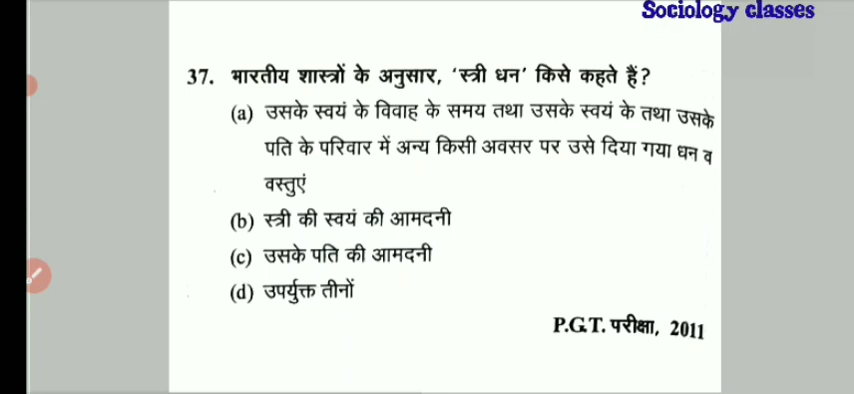 Sociology classes
37. भारतीय शास्त्रों के अनुसार, ‘स्त्री धन’ किसे कहते हैं?
(a) उसके स्वयं के विवाह के समय तथा उसके स्वयं के तथा उसके
पति के परिवार में अन्य किसी अवसर पर उसे दिया गया धन व
वस्तुएं
(b) स्त्री की स्वयं की आमदनी
(c) उसके पति की आमदनी
(d) उपर्युक्त तीनों
P.G.T. परीक्षा, 2011